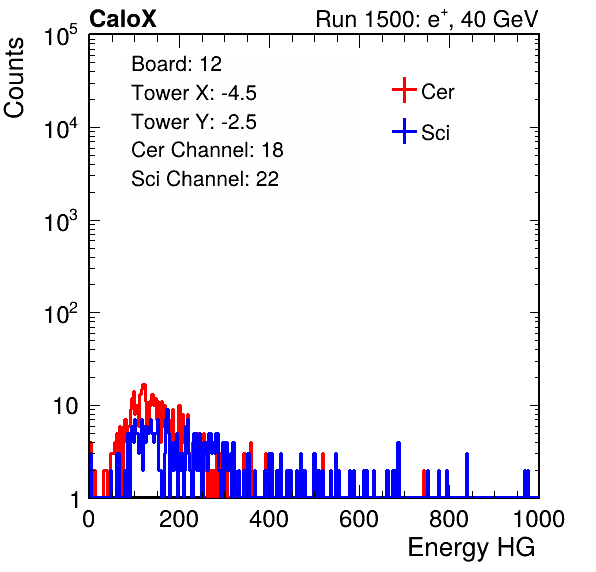 CaloX Run 1500: e⁺, 40 GeV
Counts
10⁵
10⁴
10³
10²
10
1
Board: 12
Tower X: -4.5
Tower Y: -2.5
Cer Channel: 18
Sci Channel: 22
Cer
Sci
0 200 400 600 800 1000
Energy HG